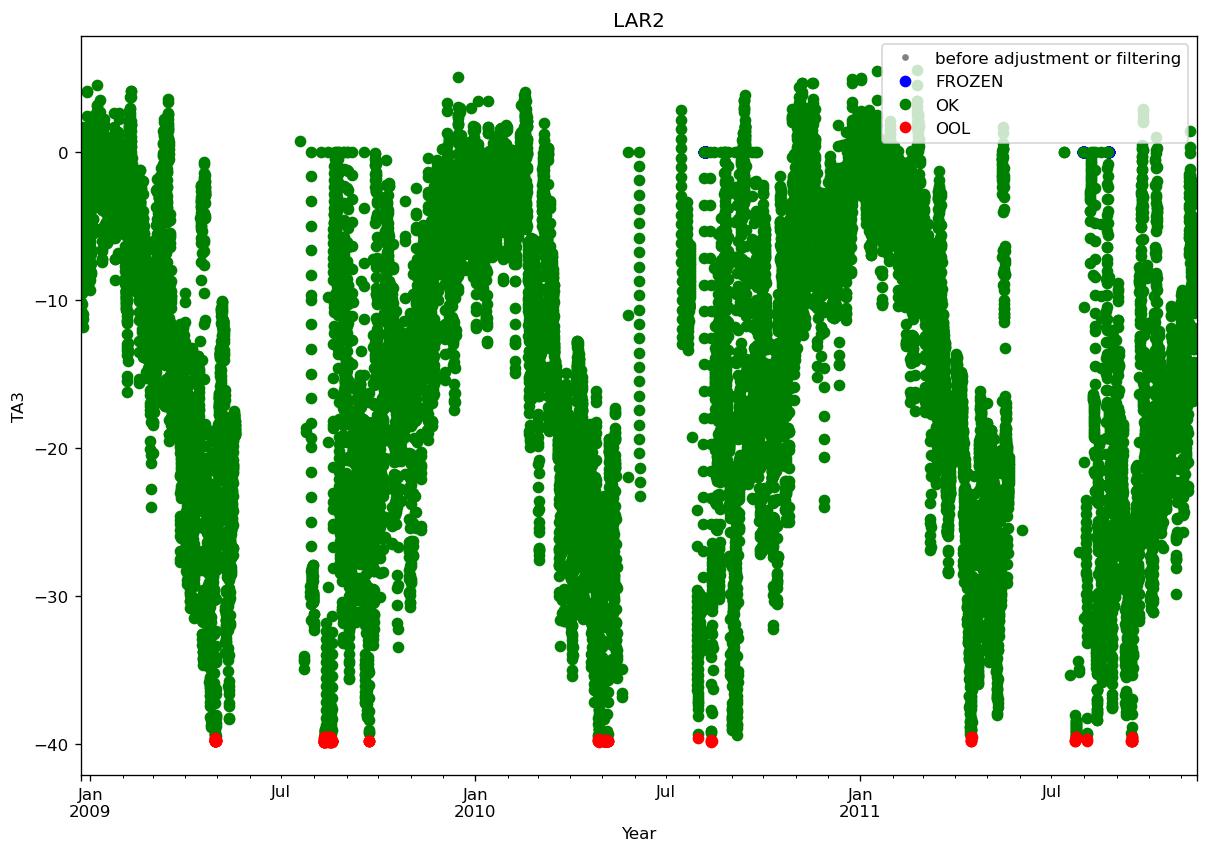 LAR2
before adjustment or filtering
FROZEN
OK
OOL
TA3
0
−10
−20
−30
−40
Jan
2009
Jul
Jan
2010
Jul
Jan
2011
Jul
Year